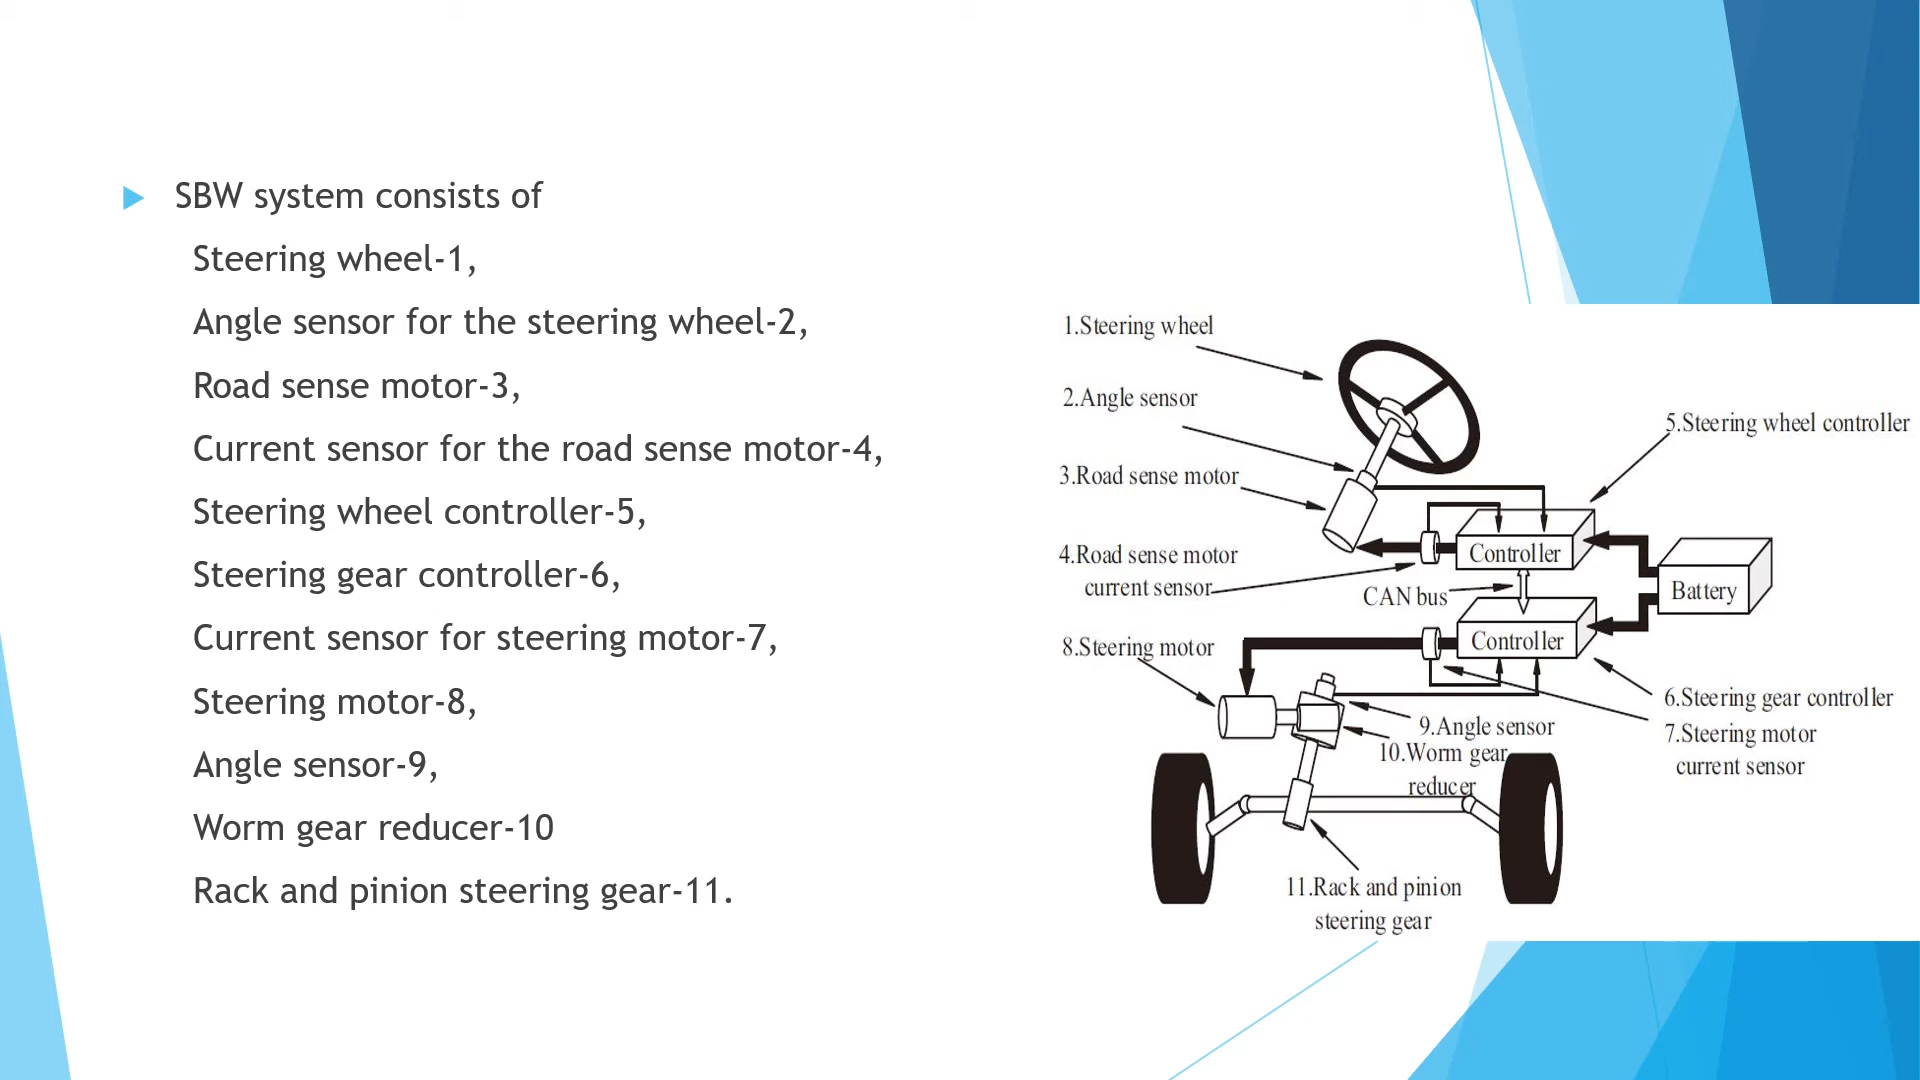 SBW system consists of
Steering wheel-1,
Angle sensor for the steering wheel-2,
Road sense motor-3,
Current sensor for the road sense motor-4,
Steering wheel controller-5,
Steering gear controller-6,
Current sensor for steering motor-7,
Steering motor-8,
Angle sensor-9,
Worm gear reducer-10
Rack and pinion steering gear-11.
1.Steering wheel
2.Angle sensor
3.Road sense motor
4.Road sense motor
current sensor
5.Steering wheel controller
Controller
CAN bus
Battery
Controller
8.Steering motor
6.Steering gear controller
7.Steering motor
current sensor
9.Angle sensor
10.Worm gear
reducer
11.Rack and pinion
steering gear